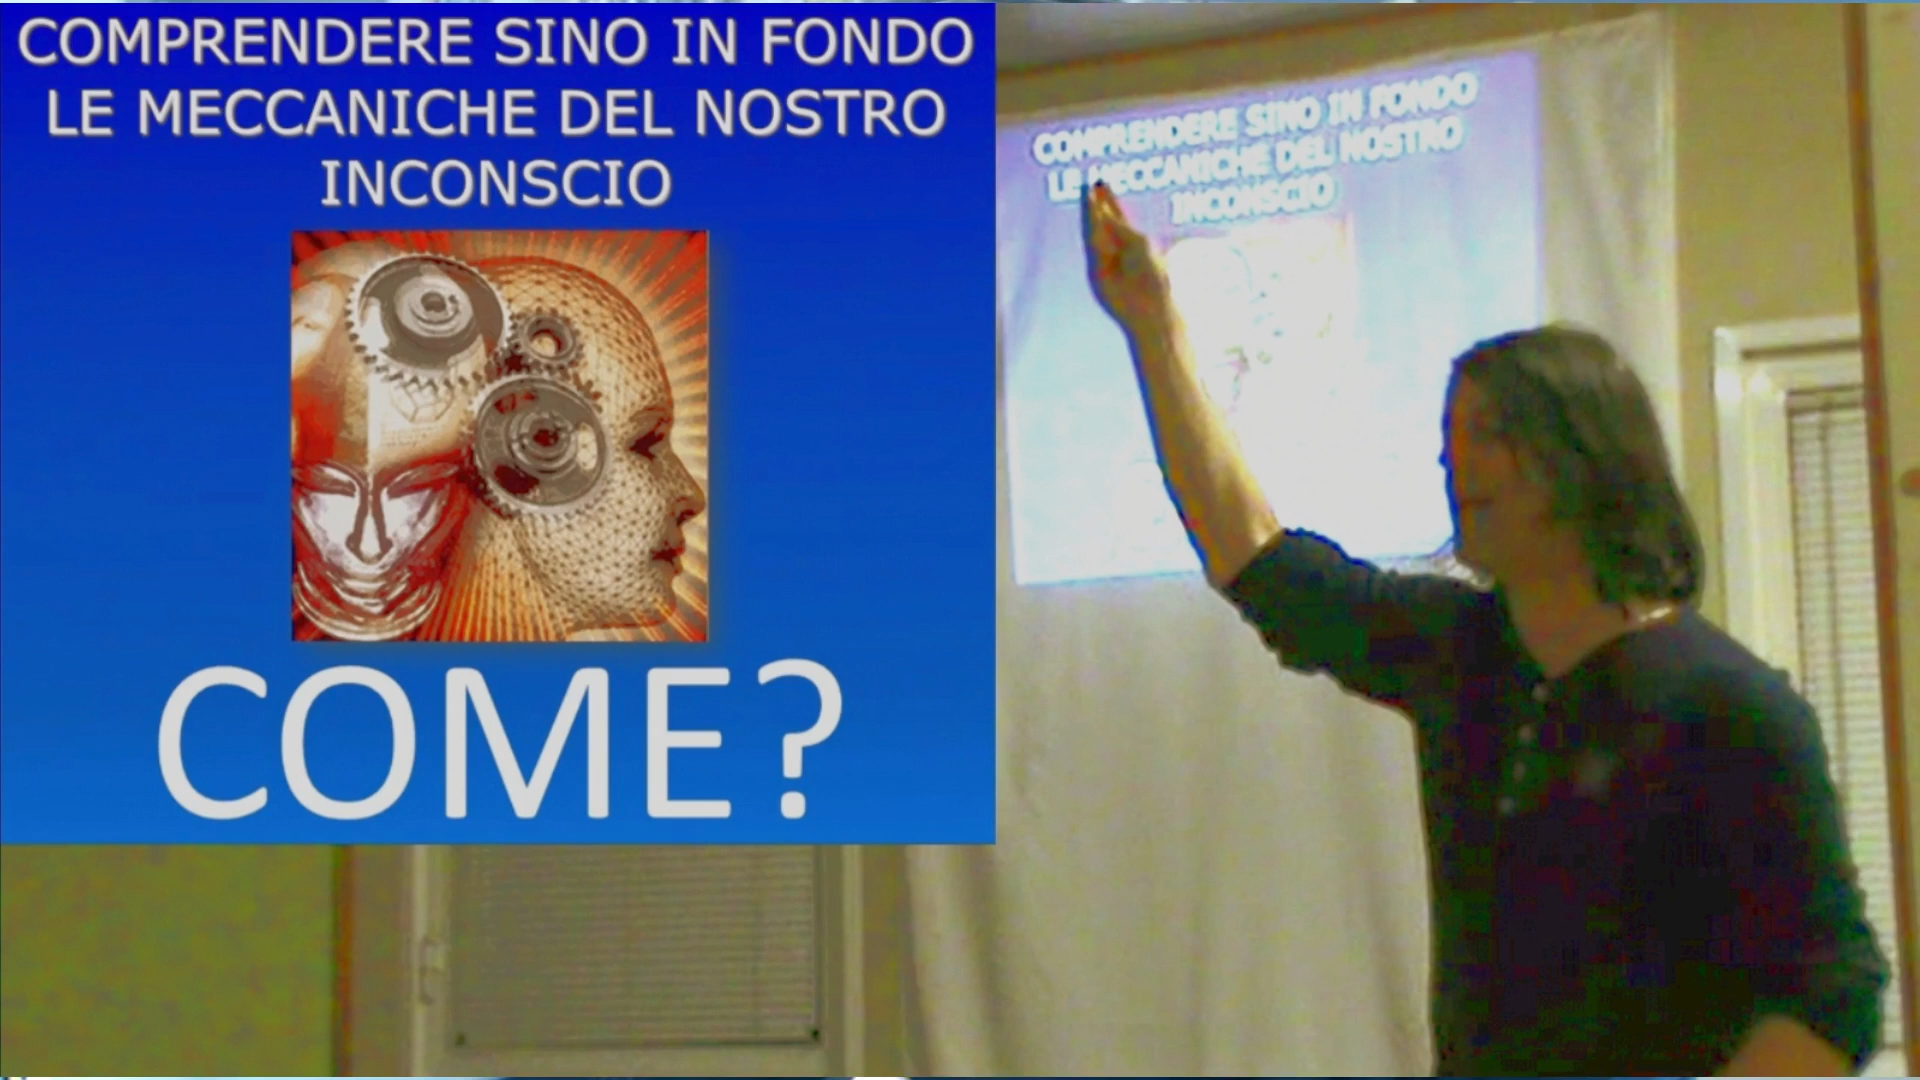 COMPRENDERE SINO IN FONDO
LE MECCANICHE DEL NOSTRO
INCONSCIO
COME?
COMPRENDERE SINO IN FONDO
LE MECCANICHE DEL NOSTRO
INCONSCIO